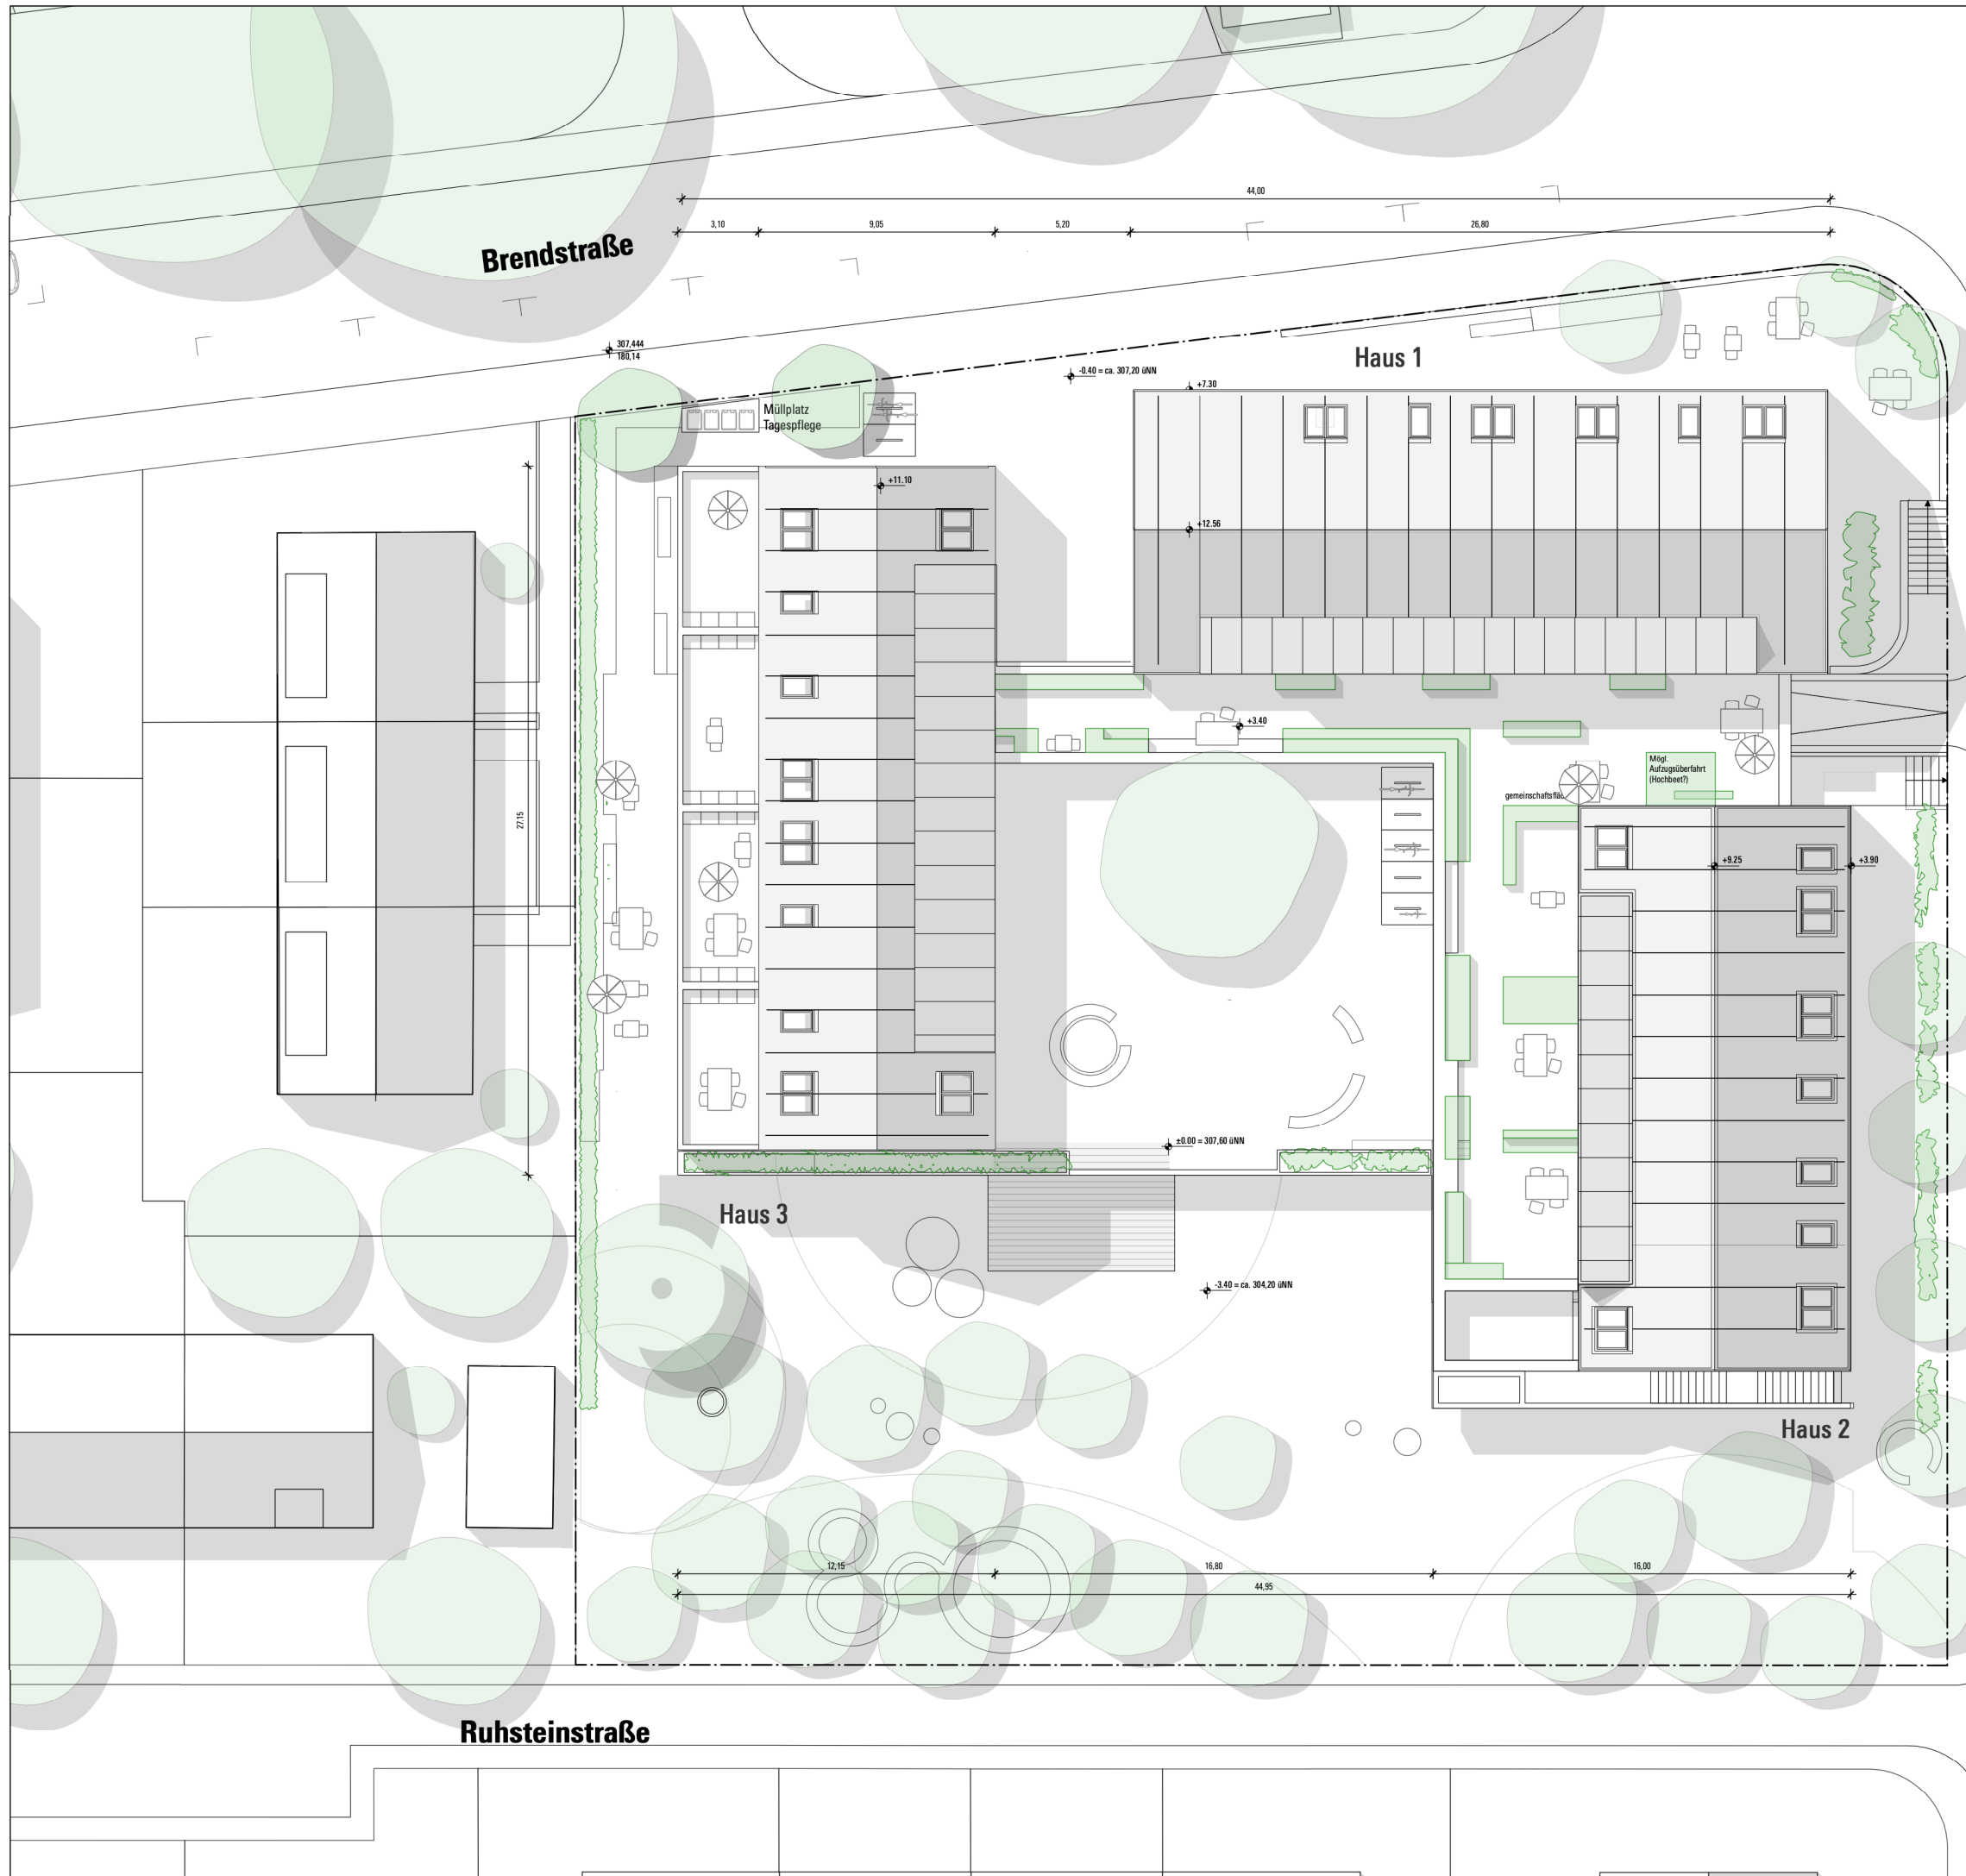 44,00
3,10
9,05
5,20
26,80
Brendstraße
307,444
180,14
Haus 1
-0.40 = ca. 307,20 üNN
+7.30
Müllplatz
Tagespflege
+11.10
+12.56
+3.40
Mögl.
Aufzugsüberfahrt
(Hochbeet?)
gemeinschaftsfläc
27,15
+9.25
+3.90
±0.00 = 307,60 üNN
Haus 3
-3.40 = ca. 304,20 üNN
Haus 2
12,15
16,80
16,00
44,95
Ruhsteinstraße